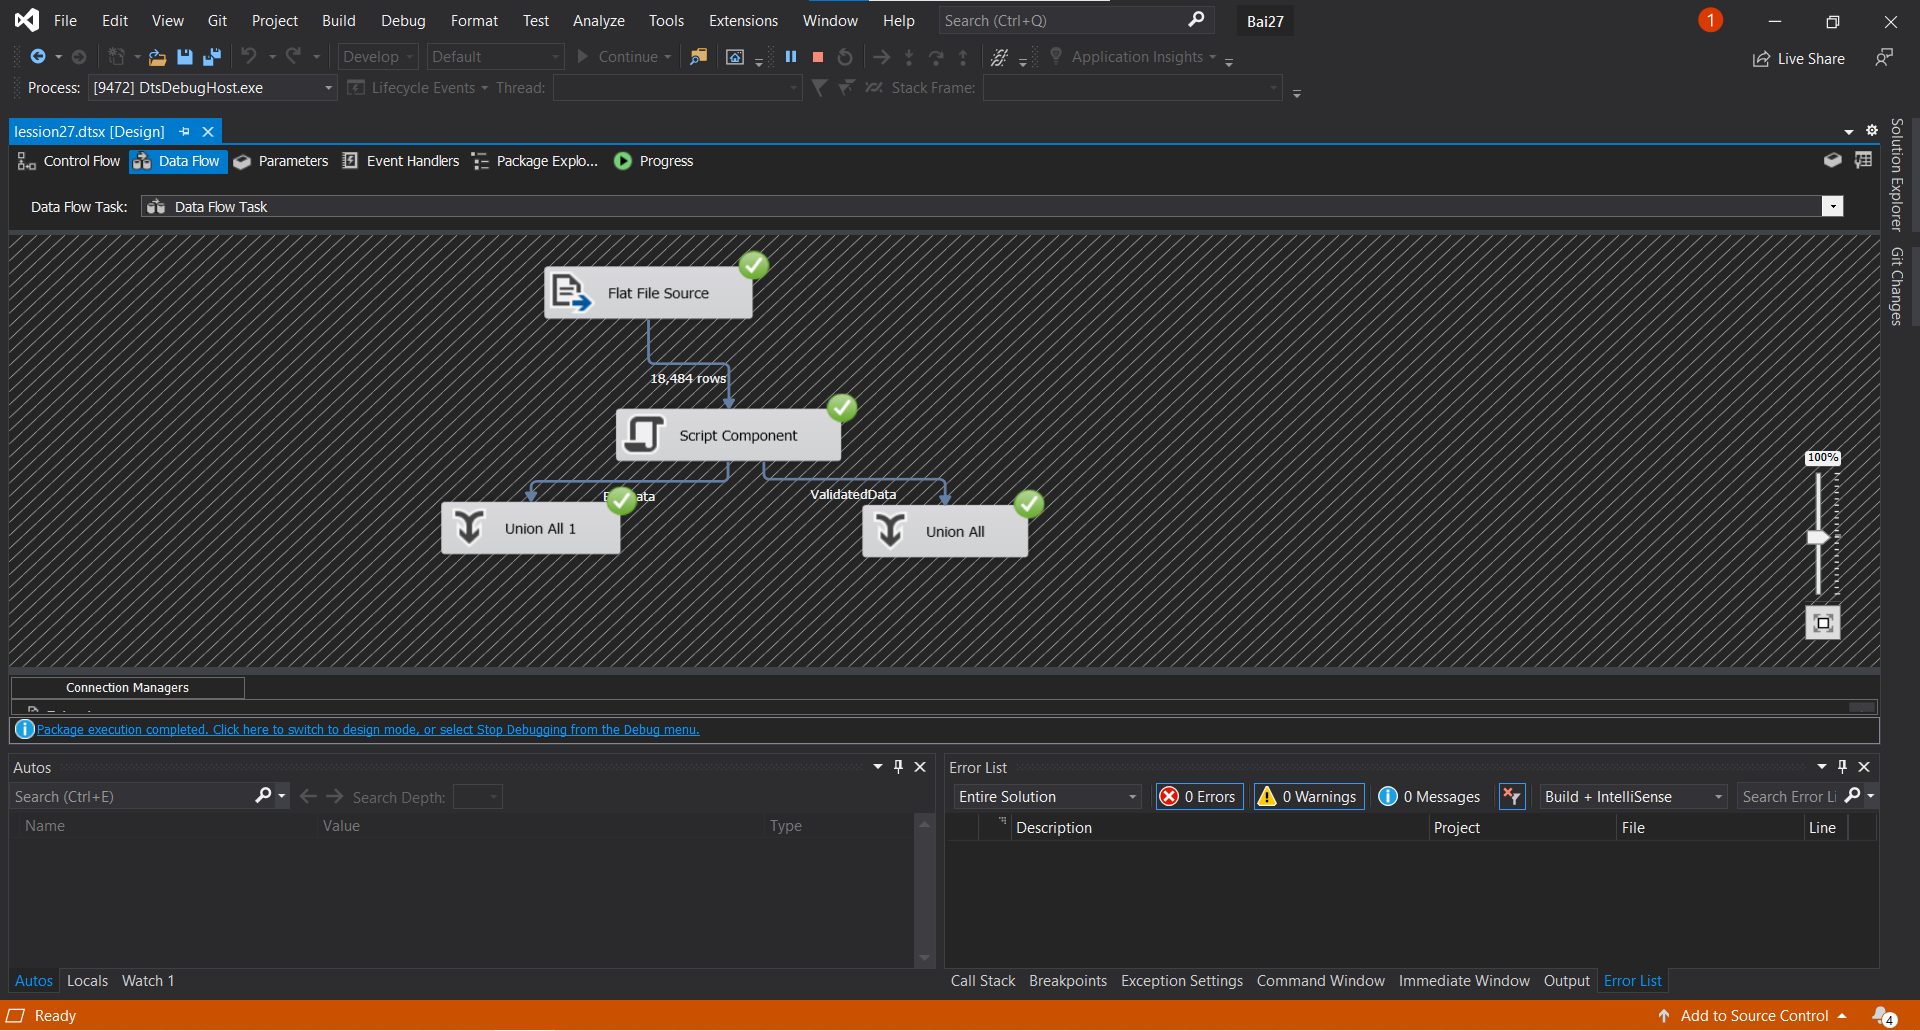 File Edit View Git Project Build Debug Format Test Analyze Tools Extensions Window Help Search (Ctrl+Q) Bai27 1
Develop Default Continue Application Insights Live Share
Process: [9472] DtsDebugHost.exe Lifecycle Events Thread: Stack Frame:
lession27.dtsx [Design]
Control Flow Data Flow Parameters Event Handlers Package Explo... Progress
Data Flow Task: Data Flow Task
Solution Explorer
Git Changes
Flat File Source
18,484 rows
Script Component
ValidatedData
Union All 1
Union All
100%
Connection Managers
Package execution completed. Click here to switch to design mode, or select Stop Debugging from the Debug menu.
Autos
Search (Ctrl+E) Search Depth:
Name Value Type
Autos Locals Watch 1
Error List
Entire Solution 0 Errors 0 Warnings 0 Messages Build + IntelliSense Search Error Li
Description Project File Line
Call Stack Breakpoints Exception Settings Command Window Immediate Window Output Error List
Ready Add to Source Control 4